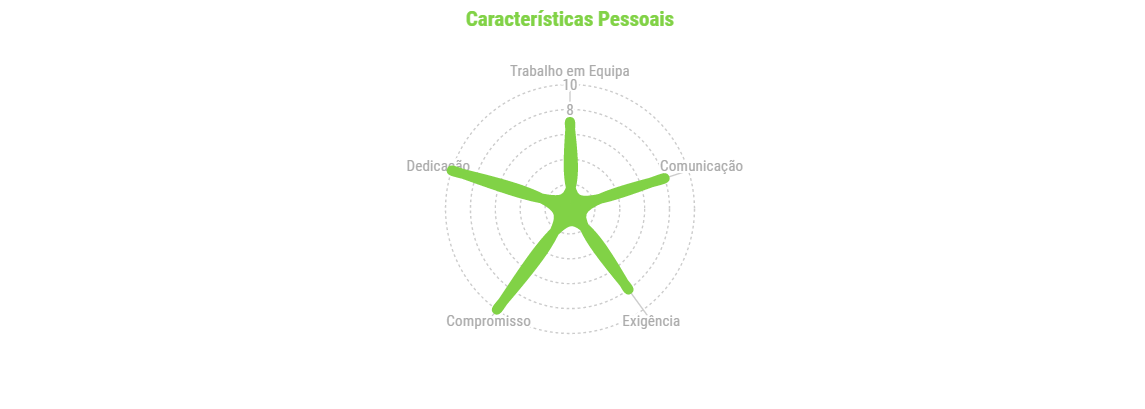 Características Pessoais
Trabalho em Equipa
10
8
Dedicação
Comunicação
Compromisso
Exigência